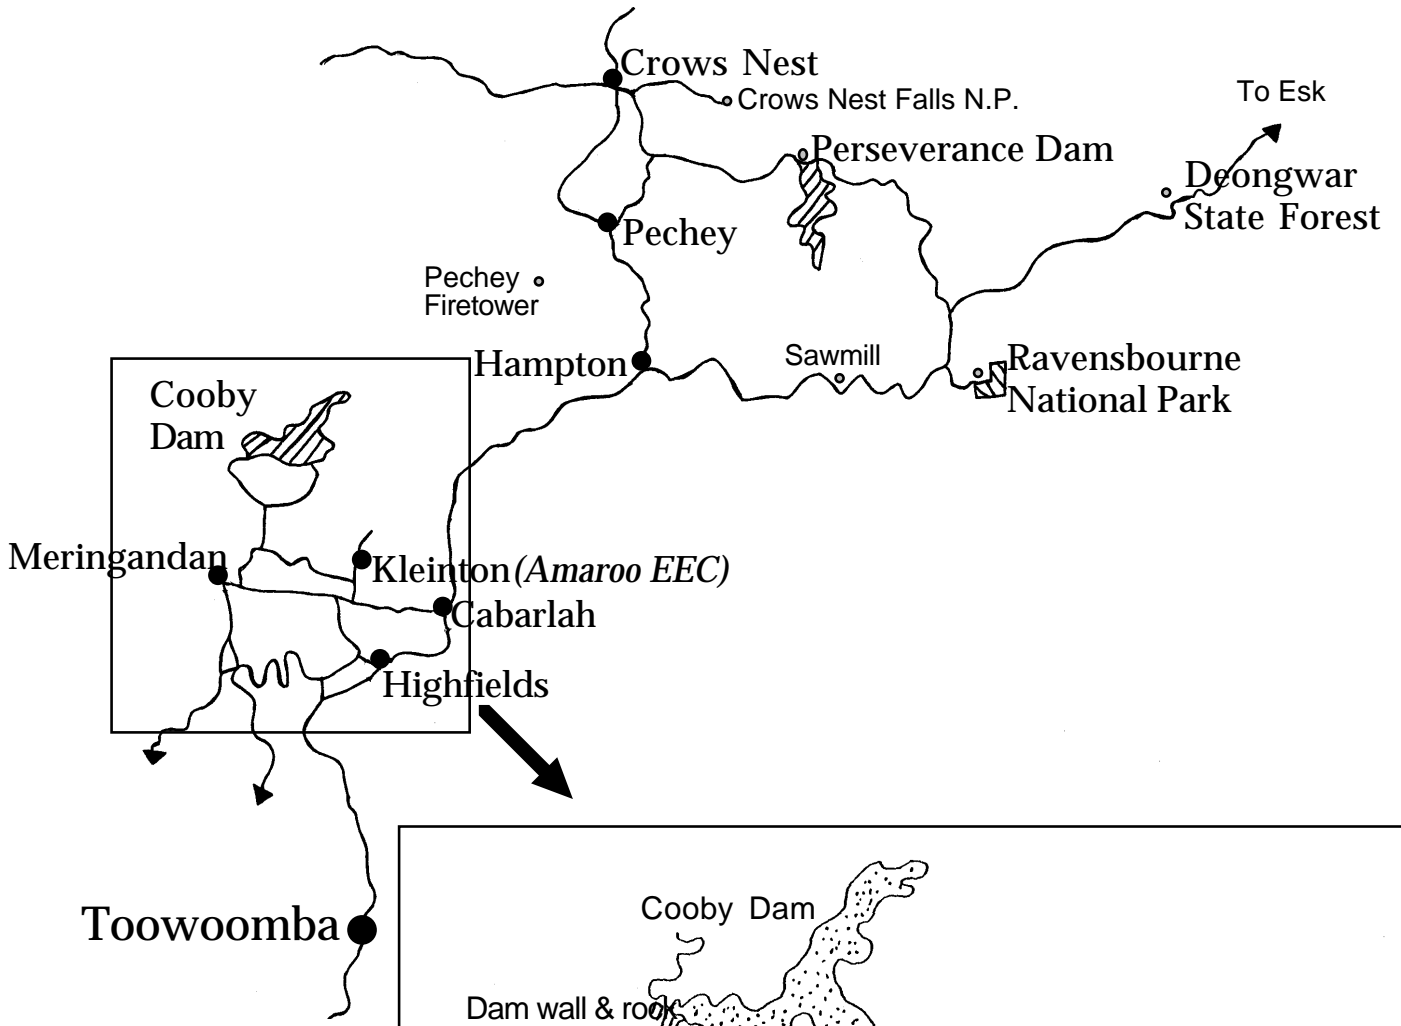 Crows Nest
Crows Nest Falls N.P.
To Esk
Perseverance Dam
Deongwar
State Forest
Pechey
Pechey
Firetower
Hampton
Sawmill
Ravensbourne
National Park
Cooby
Dam
Meringandan
Kleinton (Amaroo EEC)
Cabarlah
Highfields
Toowoomba
Cooby Dam
Dam wall & rock